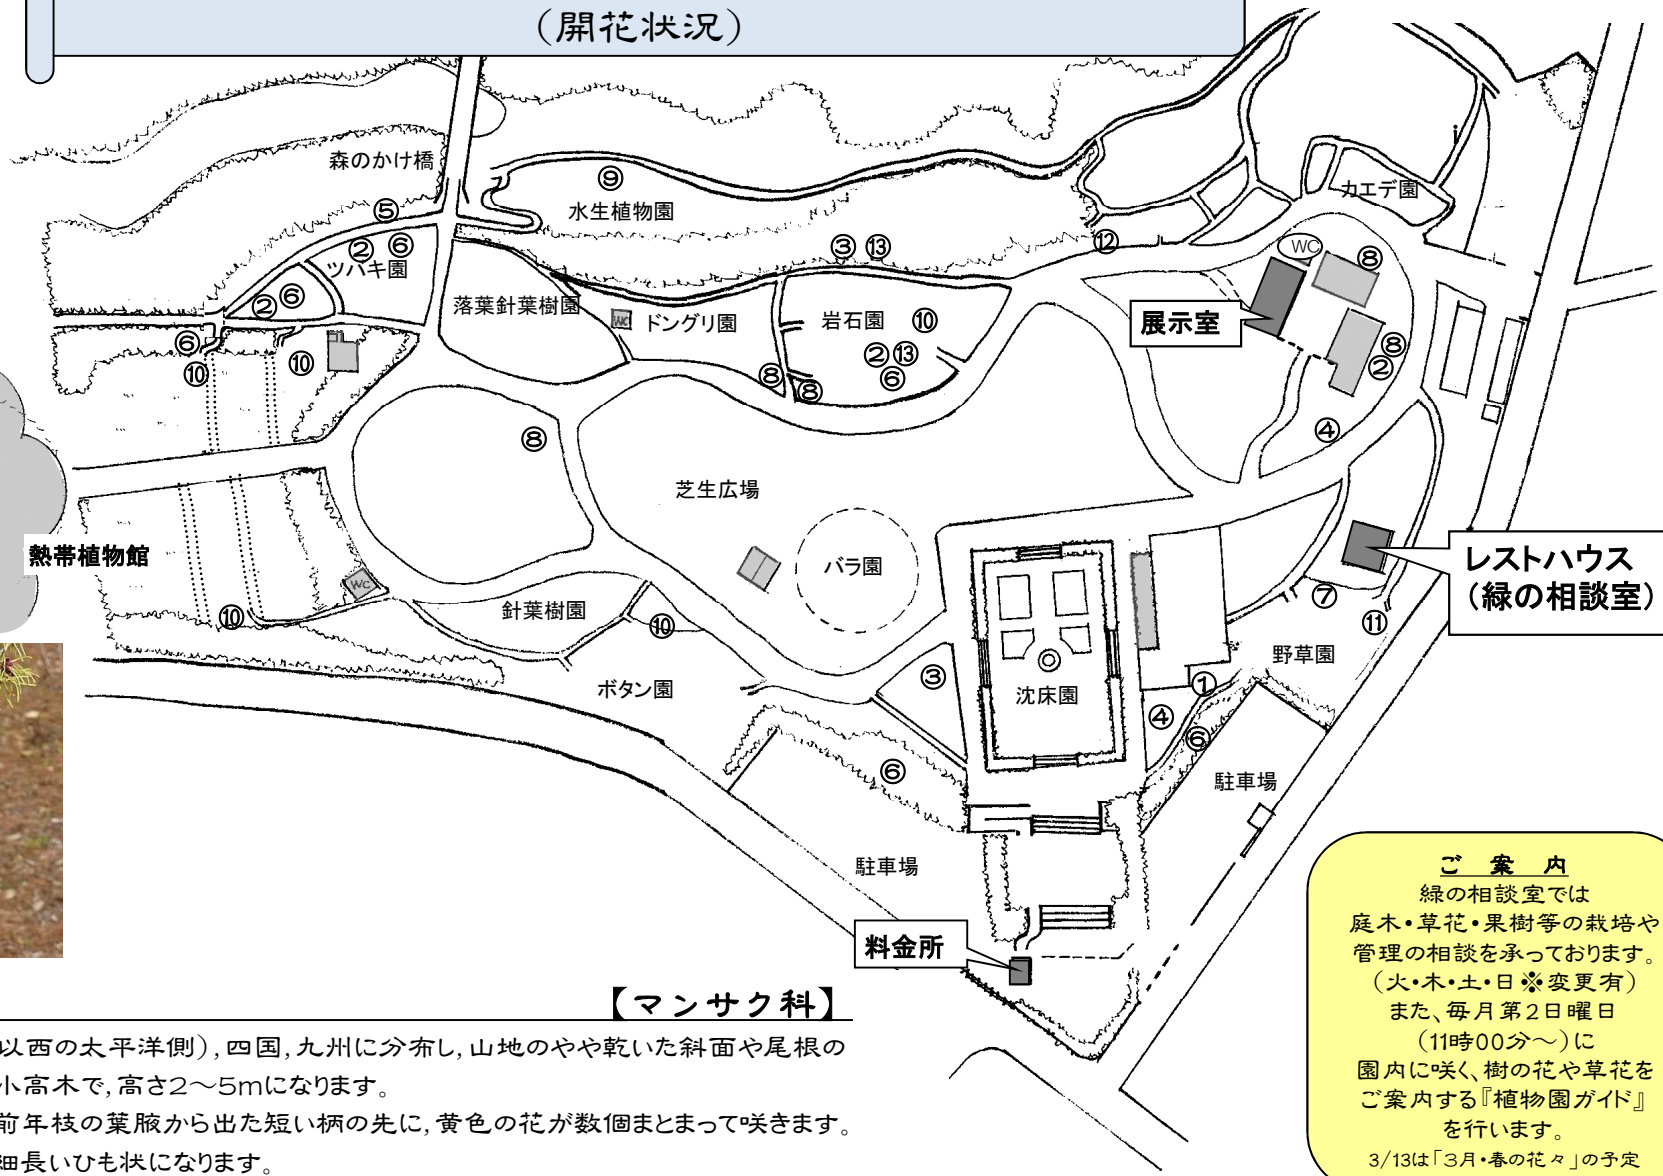 (開花状況)
森のかけ橋
⑨
水生植物園
カエデ園
⑤
② ⑥
ツバキ園
③ ⑬
⑫
WC
⑧
② ⑥
落葉針葉樹園
WC
ドングリ園
岩石園
⑩
展示室
⑥
⑩
⑩
② ⑬
⑥
⑧
②
⑧
⑧
④
⑧
芝生広場
熱帯植物館
バラ園
レストハウス
(緑の相談室)
WC
針葉樹園
⑩
⑩
⑦
⑪
野草園
ボタン園
③
沈床園
①
④
⑥
⑥
駐車場
駐車場
料金所
ご 案 内
緑の相談室では
庭木・草花・果樹等の栽培や
管理の相談を承っております。
(火・木・土・日※変更有)
また、毎月第2日曜日
(11時00分~)に
園内に咲く、樹の花や草花を
ご案内する『植物園ガイド』
を行います。
3/13は「3月・春の花々」の予定
【マンサク科】
以西の太平洋側),四国,九州に分布し,山地のやや乾いた斜面や尾根の
小高木で,高さ2~5mになります。
前年枝の葉腋から出た短い柄の先に,黄色の花が数個まとまって咲きます。
細長いひも状になります。